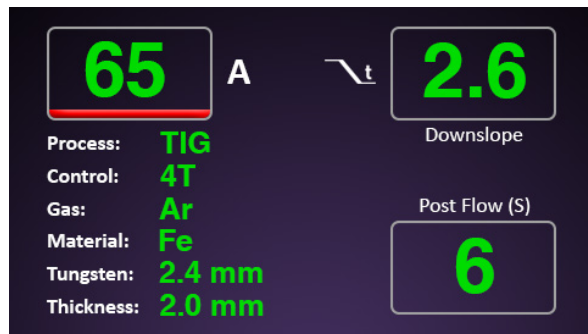 65 A t 2.6
Downslope
Process: TIG
Control: 4T
Gas: Ar
Material: Fe
Tungsten: 2.4 mm
Thickness: 2.0 mm
Post Flow (S)
6